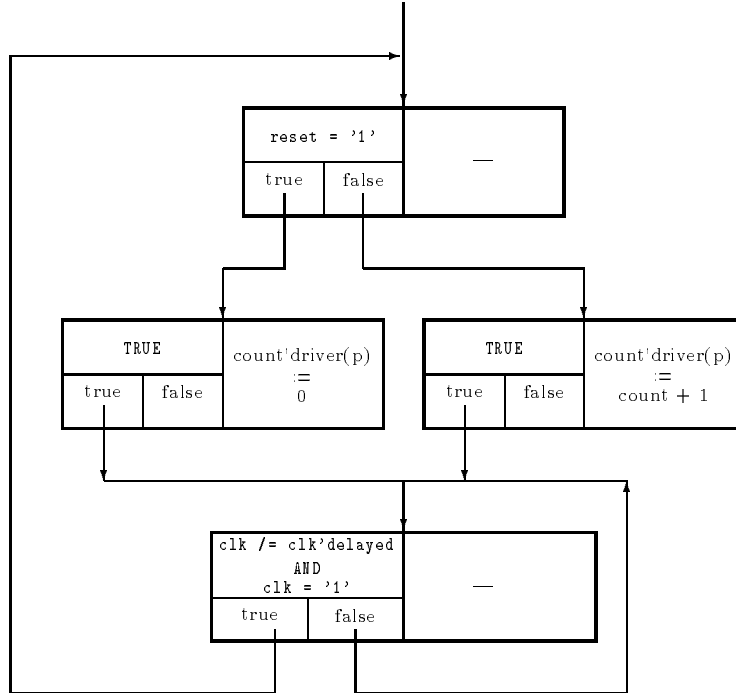 reset = '1'
—
true false
TRUE
count'driver(p)
:=
0
true false
TRUE
count'driver(p)
:=
count + 1
true false
clk /= clk'delayed
AND
clk = '1'
—
true false